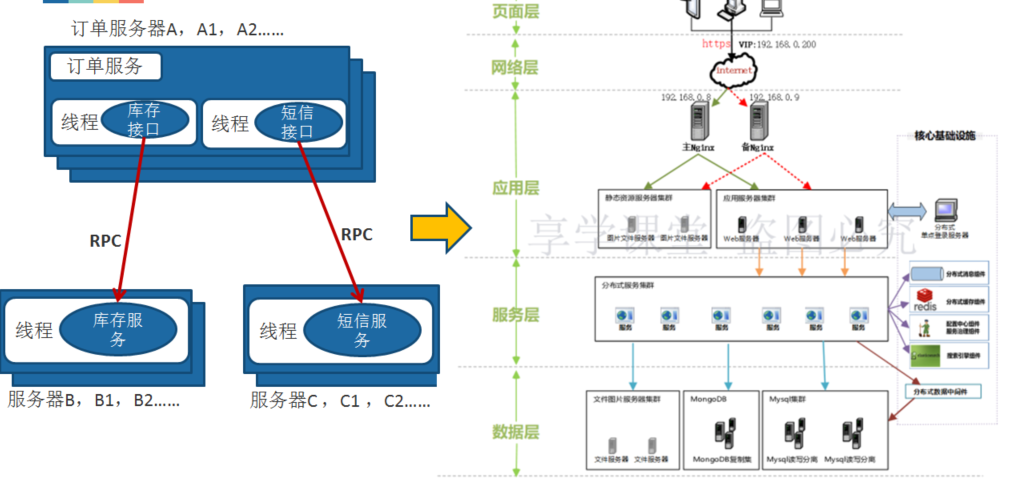 订单服务器A，A1，A2……
订单服务
线程
库存
接口
线程
短信
接口
RPC
RPC
线程
库存服
务
线程
短信服
务
服务器B，B1，B2……
服务器C ，C1 ，C2……
页面层
https
VIP:192.168.0.200
网络层
Internet
192.168.0.8
192.168.0.9
主Nginx
备Nginx
核心基础设施
应用层
静态资源服务器集群
应用服务器集群
图片文件服务器
图片文件服务器
Web服务器
Web服务器
Web服务器
分布式
单点登录服务器
享学课堂 盗图必究
服务层
分布式服务集群
服务
服务
服务
服务
服务
服务
分布式消息组件
redis
分布式缓存组件
配置中心组件
服务治理组件
搜索引擎组件
分布式数据中间件
数据层
文件图片服务器集群
MongoDB
Mysql集群
文件服务器
文件服务器
MongoDB复制集
Mysql读写分离
Mysql读写分离